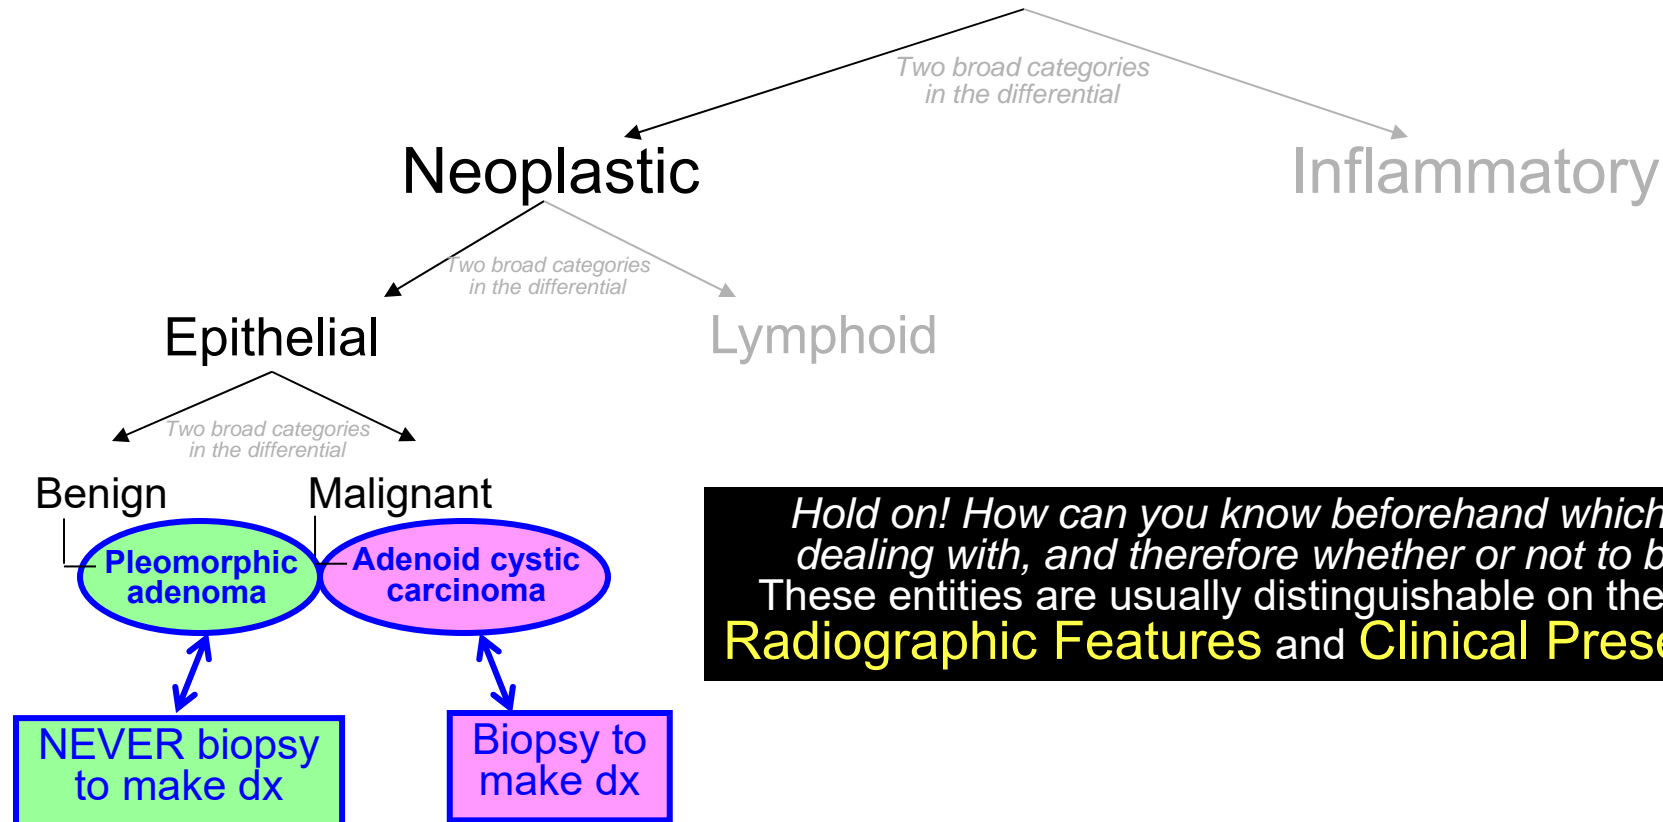 Two broad categories
in the differential
Neoplastic
Inflammatory
Two broad categories
in the differential
Epithelial
Lymphoid
Two broad categories
in the differential
Benign
Malignant
Pleomorphic
adenoma
Adenoid cystic
carcinoma
Hold on! How can you know beforehand which
dealing with, and therefore whether or not to b
These entities are usually distinguishable on the
Radiographic Features and Clinical Prese
NEVER biopsy
to make dx
Biopsy to
make dx